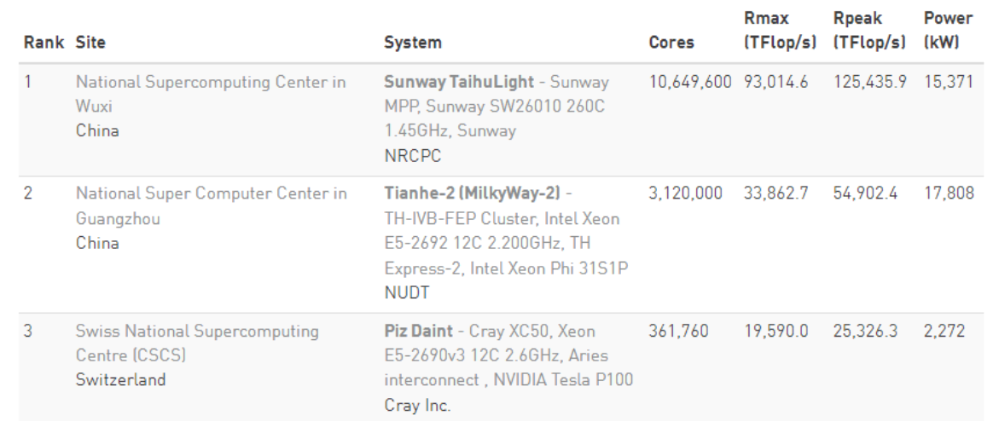 Rank Site System Cores Rmax (TFlop/s) Rpeak (TFlop/s) Power (kW)
1 National Supercomputing Center in Wuxi China Sunway TaihuLight - Sunway MPP, Sunway SW26010 260C 1.45GHz, Sunway NRCPC 10,649,600 93,014.6 125,435.9 15,371
2 National Super Computer Center in Guangzhou China Tianhe-2 (MilkyWay-2) - TH-IVB-FEP Cluster, Intel Xeon E5-2692 12C 2.200GHz, TH Express-2, Intel Xeon Phi 31S1P NUDT 3,120,000 33,862.7 54,902.4 17,808
3 Swiss National Supercomputing Centre (CSCS) Switzerland Piz Daint - Cray XC50, Xeon E5-2690v3 12C 2.6GHz, Aries interconnect , NVIDIA Tesla P100 Cray Inc. 361,760 19,590.0 25,326.3 2,272